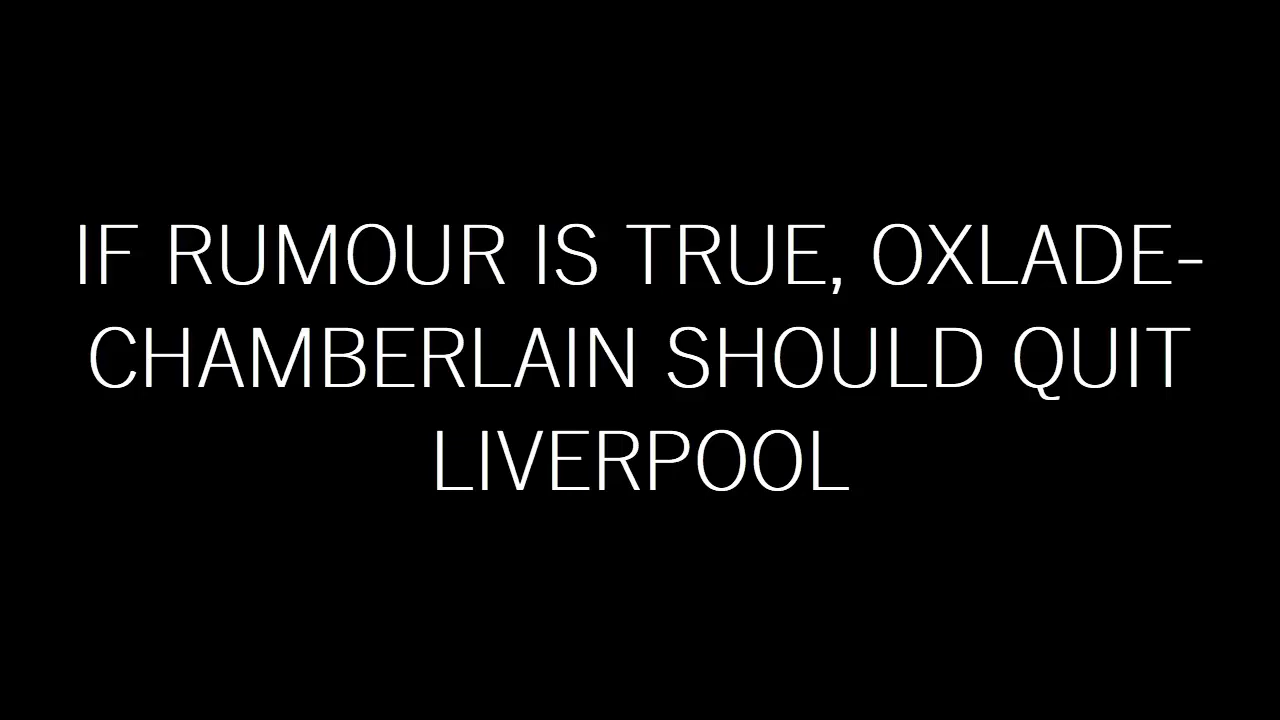 IF RUMOUR IS TRUE, OXLADE-
CHAMBERLAIN SHOULD QUIT
LIVERPOOL